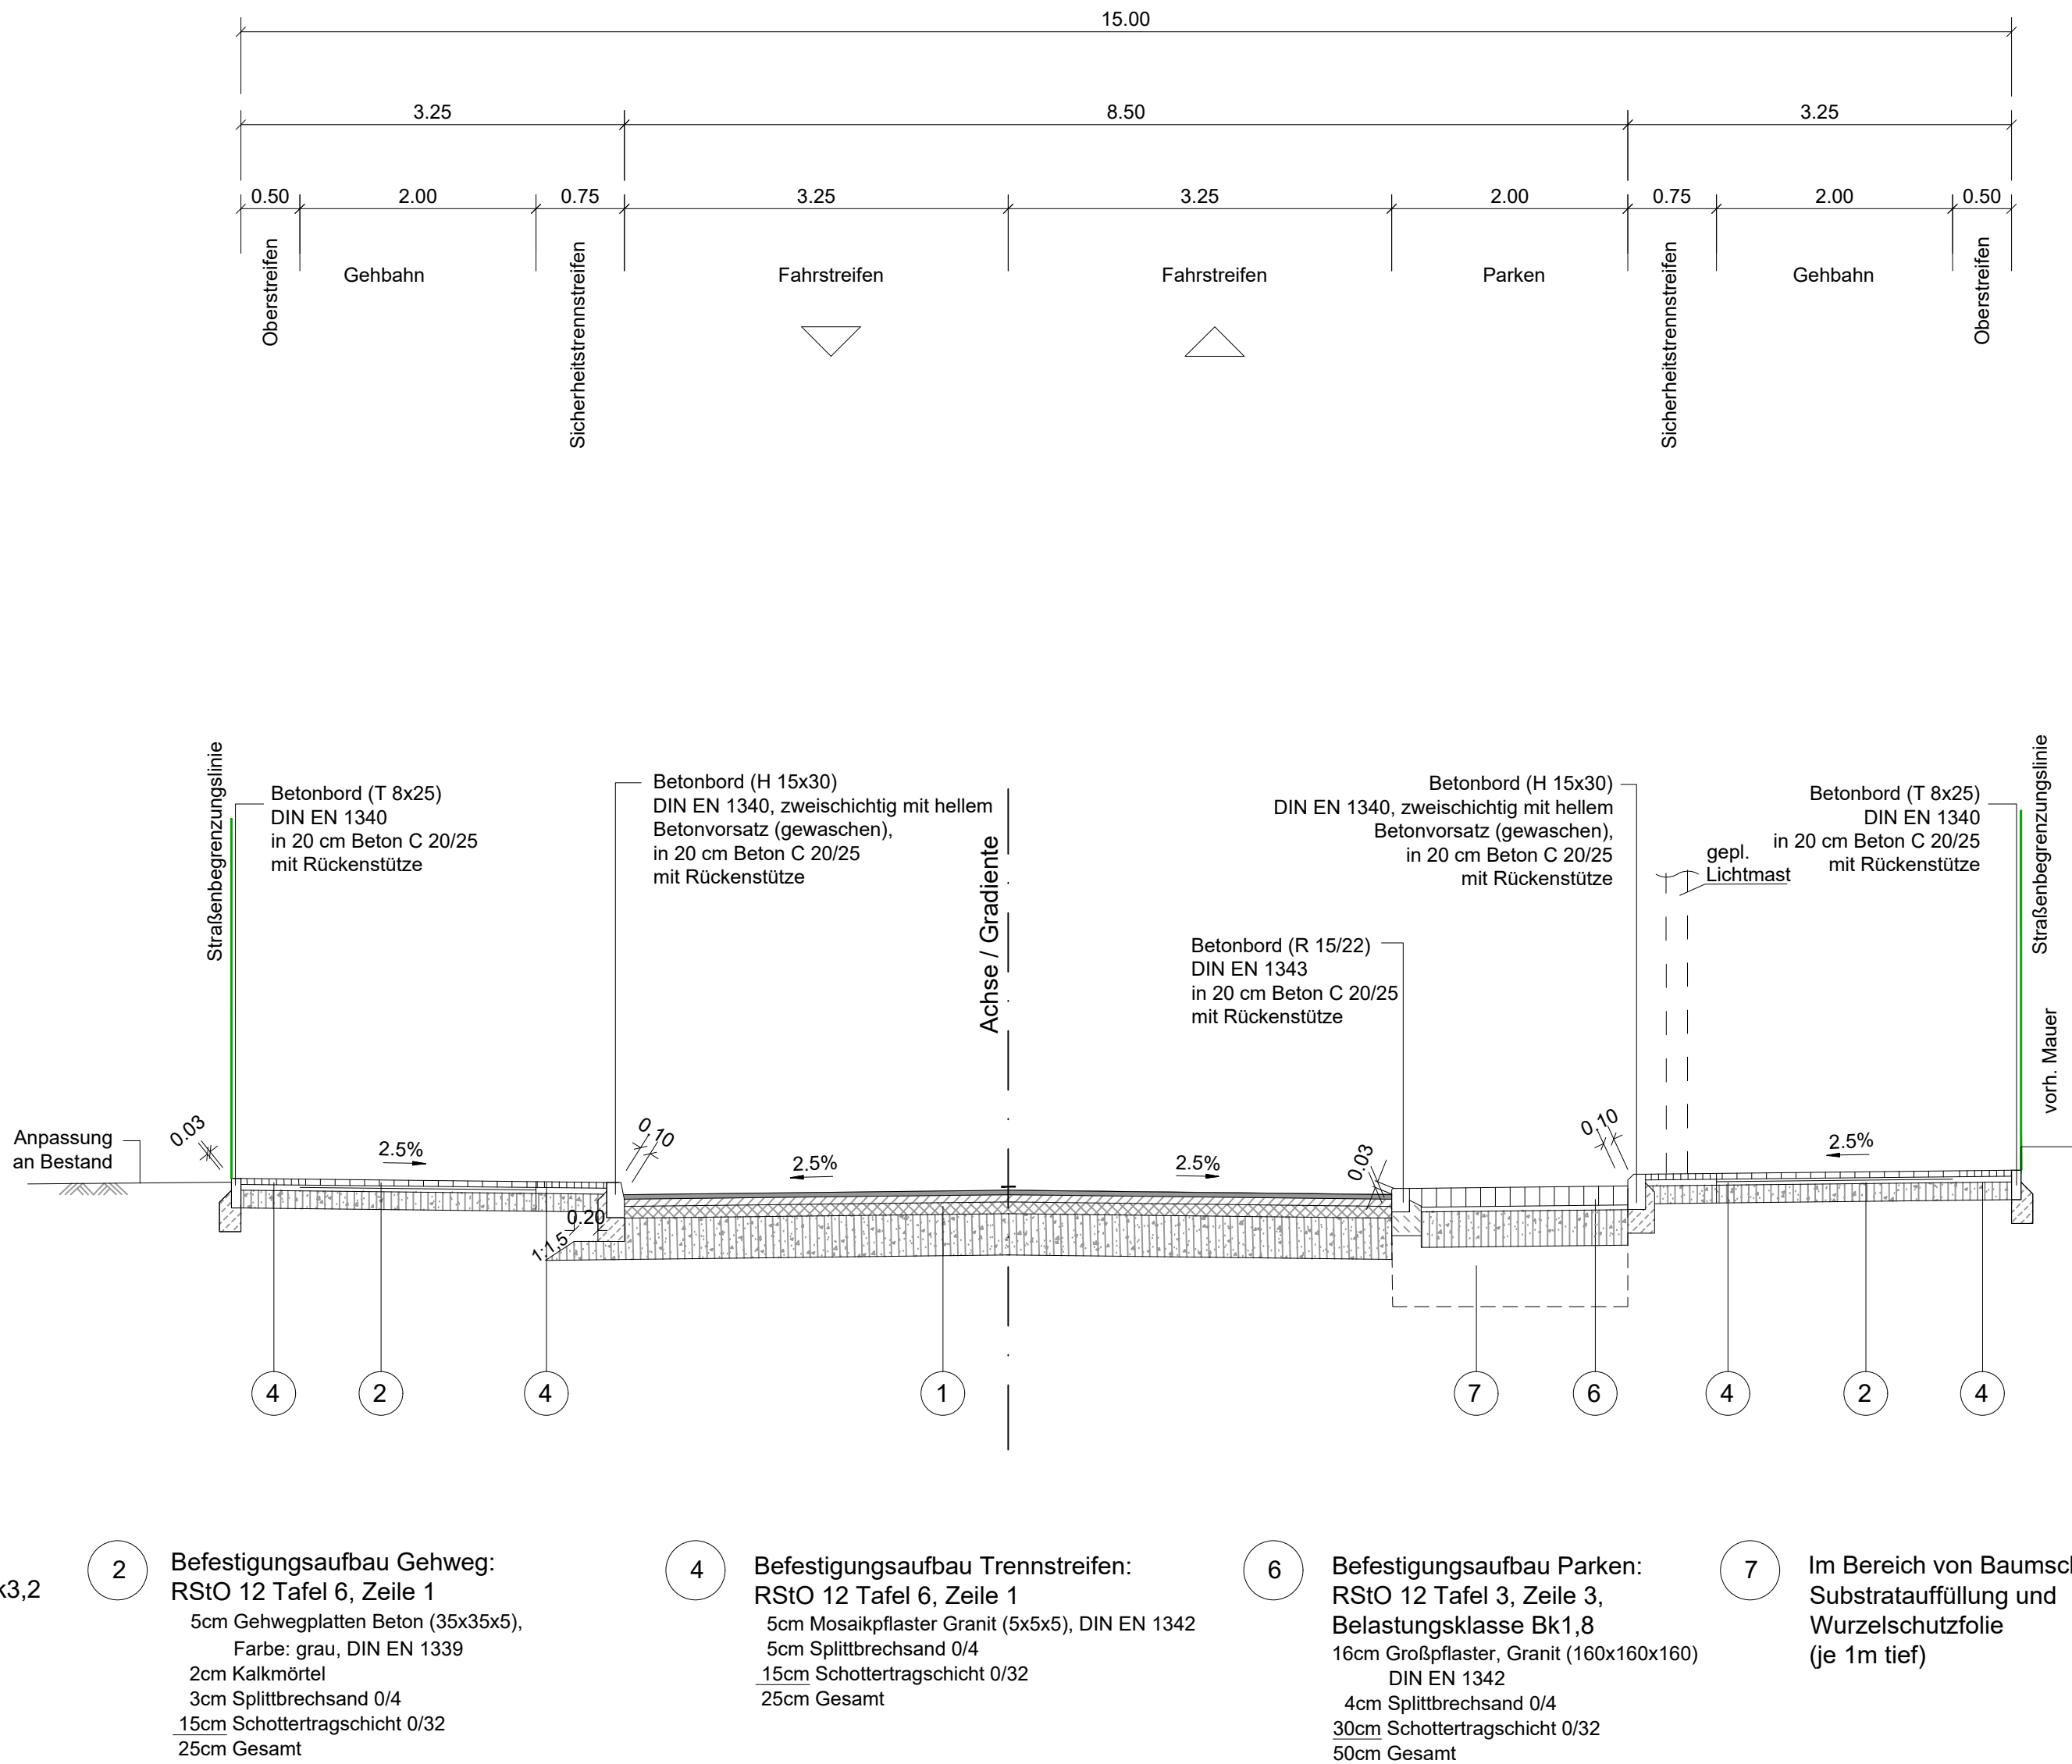 15.00
3.25
8.50
3.25
0.50
2.00
0.75
3.25
3.25
2.00
0.75
2.00
0.50
Oberstreifen
Gehbahn
Sicherheitstrennstreifen
Fahrstreifen
Fahrstreifen
Parken
Sicherheitstrennstreifen
Gehbahn
Oberstreifen
Straßenbegrenzungslinie
Betonbord (T 8x25)
DIN EN 1340
in 20 cm Beton C 20/25
mit Rückenstütze
Betonbord (H 15x30)
DIN EN 1340, zweischichtig mit hellem
Betonvorsatz (gewaschen),
in 20 cm Beton C 20/25
mit Rückenstütze
Achse / Gradiente
Betonbord (R 15/22)
DIN EN 1343
in 20 cm Beton C 20/25
mit Rückenstütze
Betonbord (H 15x30)
DIN EN 1340, zweischichtig mit hellem
Betonvorsatz (gewaschen),
in 20 cm Beton C 20/25
mit Rückenstütze
gepl.
Lichtmast
Betonbord (T 8x25)
DIN EN 1340
in 20 cm Beton C 20/25
mit Rückenstütze
Straßenbegrenzungslinie
vorh. Mauer
Anpassung
an Bestand
0.03
2.5%
0.10
2.5%
2.5%
0.03
0.10
2.5%
0.20
1:1.5
4
2
4
1
7
6
4
2
4
k3,2
2
Befestigungsaufbau Gehweg:
RStO 12 Tafel 6, Zeile 1
5cm Gehwegplatten Beton (35x35x5),
Farbe: grau, DIN EN 1339
2cm Kalkmörtel
3cm Splittbrechsand 0/4
15cm Schottertragschicht 0/32
25cm Gesamt
4
Befestigungsaufbau Trennstreifen:
RStO 12 Tafel 6, Zeile 1
5cm Mosaikpflaster Granit (5x5x5), DIN EN 1342
5cm Splittbrechsand 0/4
15cm Schottertragschicht 0/32
25cm Gesamt
6
Befestigungsaufbau Parken:
RStO 12 Tafel 3, Zeile 3,
Belastungsklasse Bk1,8
16cm Großpflaster, Granit (160x160x160)
DIN EN 1342
4cm Splittbrechsand 0/4
30cm Schottertragschicht 0/32
50cm Gesamt
7
Im Bereich von Baumsch
Substratauffüllung und
Wurzelschutzfolie
(je 1m tief)